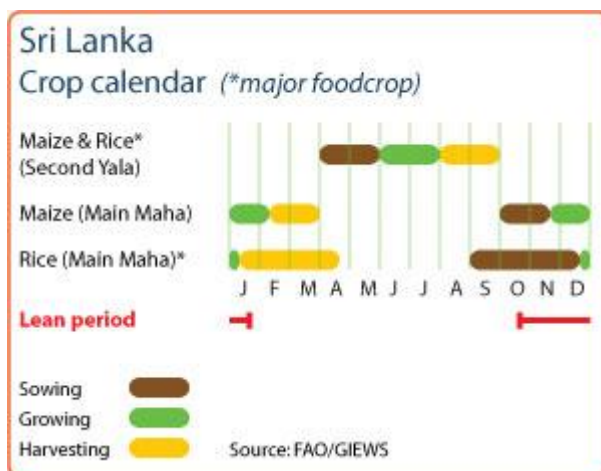 Sri Lanka
Crop calendar (*major foodcrop)
Maize & Rice*
(Second Yala)
Maize (Main Maha)
Rice (Main Maha)*
J F M A M J J A S O N D
Lean period
Sowing
Growing
Harvesting
Source: FAO/GIEWS